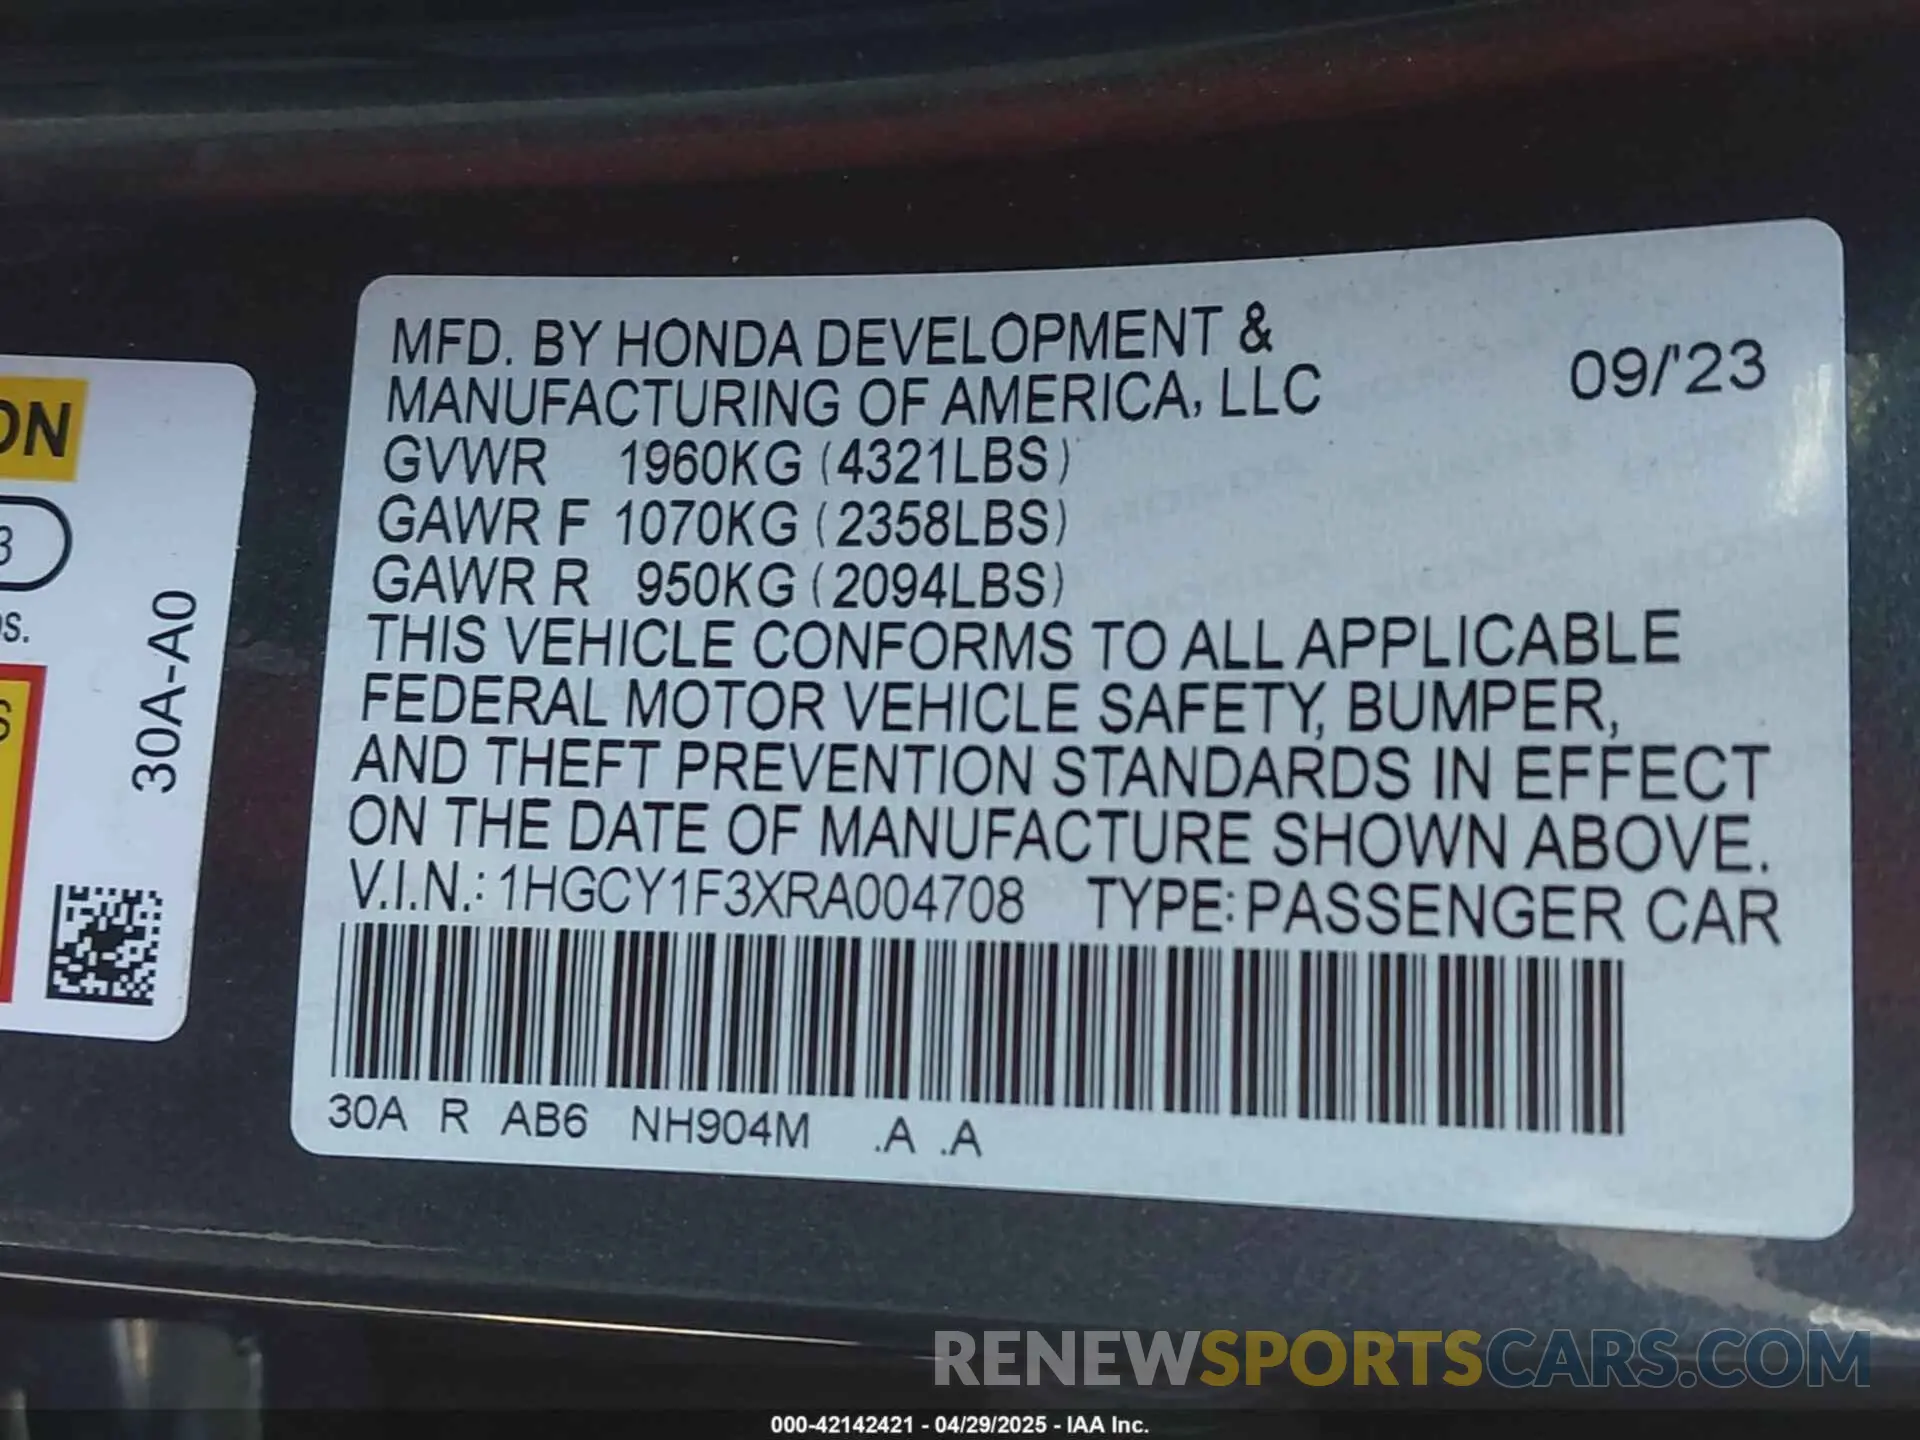 MFD. BY HONDA DEVELOPMENT &
MANUFACTURING OF AMERICA, LLC
09/'23
GVWR 1960KG (4321LBS)
GAWR F 1070KG (2358LBS)
GAWR R 950KG (2094LBS)
THIS VEHICLE CONFORMS TO ALL APPLICABLE
FEDERAL MOTOR VEHICLE SAFETY, BUMPER,
AND THEFT PREVENTION STANDARDS IN EFFECT
ON THE DATE OF MANUFACTURE SHOWN ABOVE.
V.I.N.: 1HGCY1F3XRA004708 TYPE: PASSENGER CAR
30A R AB6 NH904M .A .A
30A-A0
RENEWSPORTSCARS.COM
000-42142421 - 04/29/2025 - IAA Inc.